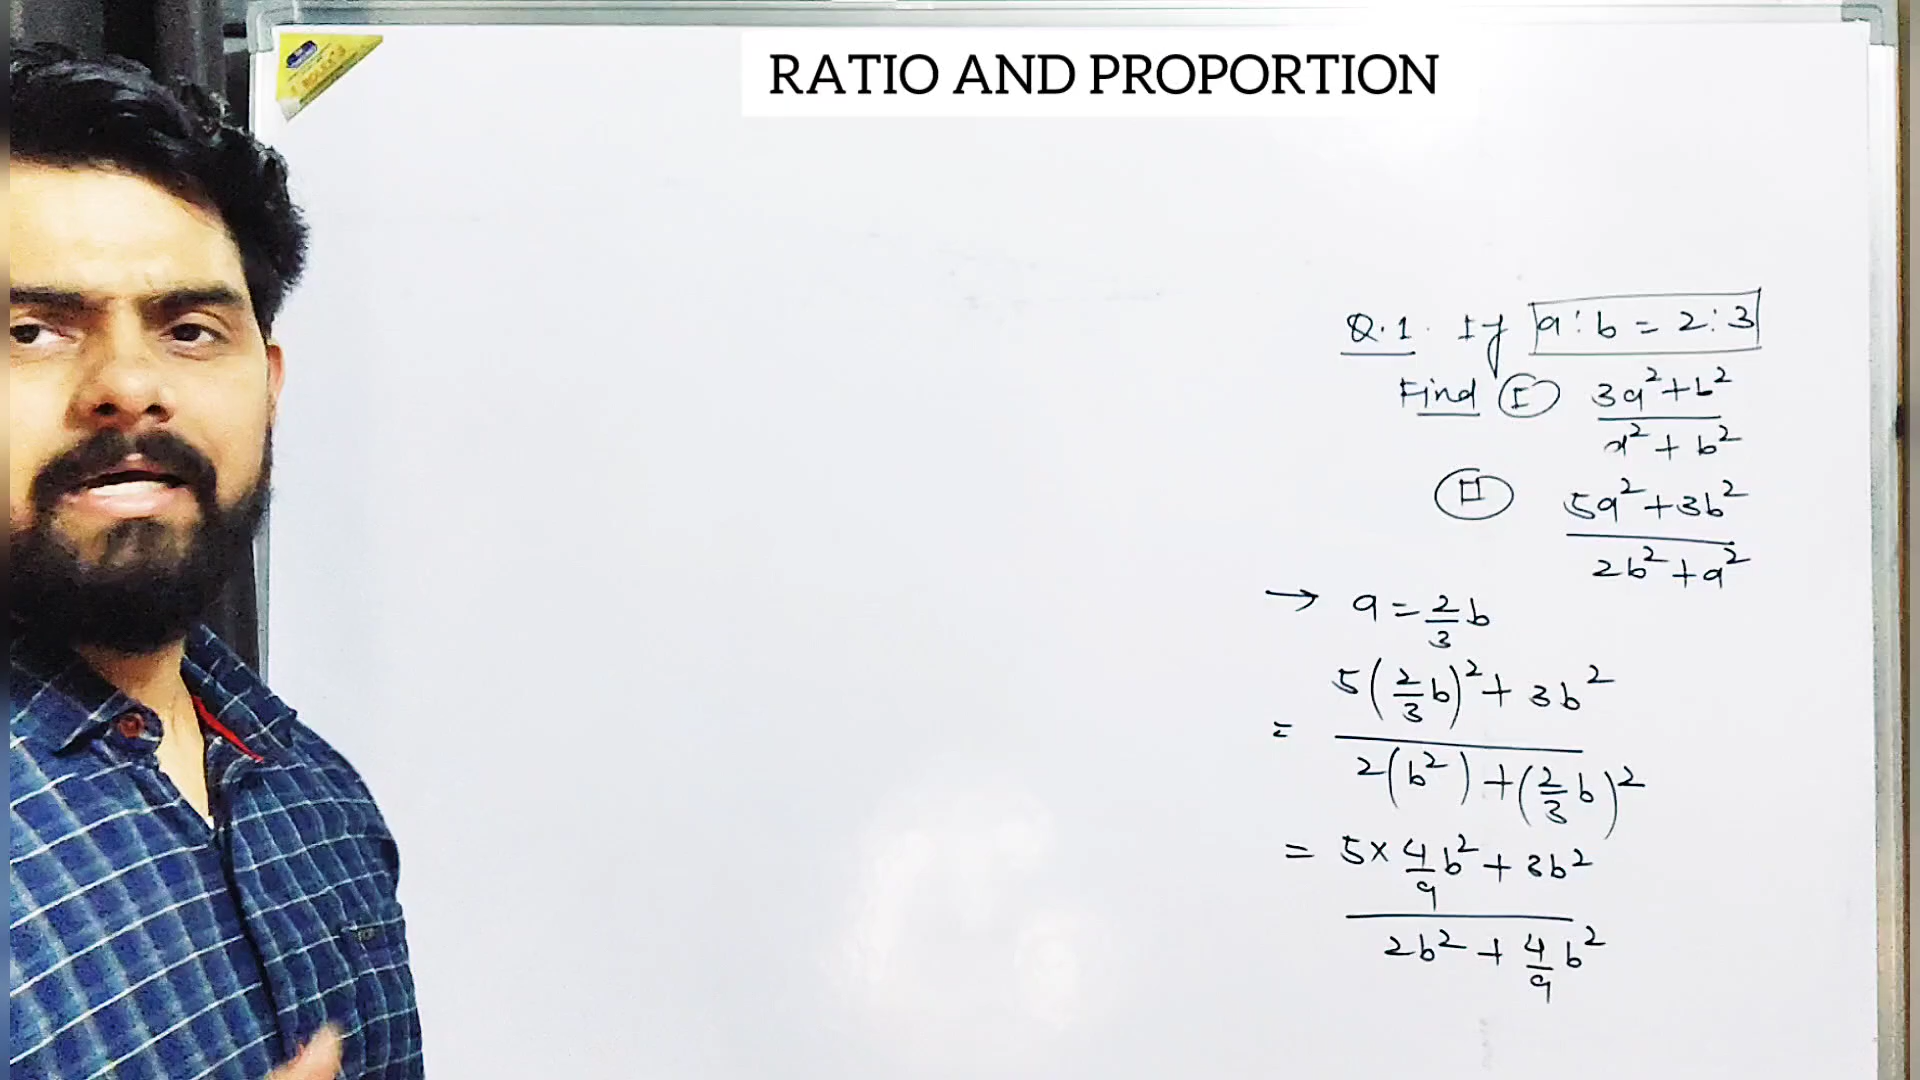 RATIO AND PROPORTION
Q.1. If a:b = 2:3
Find (I) 3a²+b²
a²+b²
(II) 5a²+3b²
2b²+a²
→ a = 2/3 b
= 5(2/3 b)² + 3b²
2(b²) + (2/3 b)²
= 5×4/9 b² + 3b²
2b² + 4/9 b²